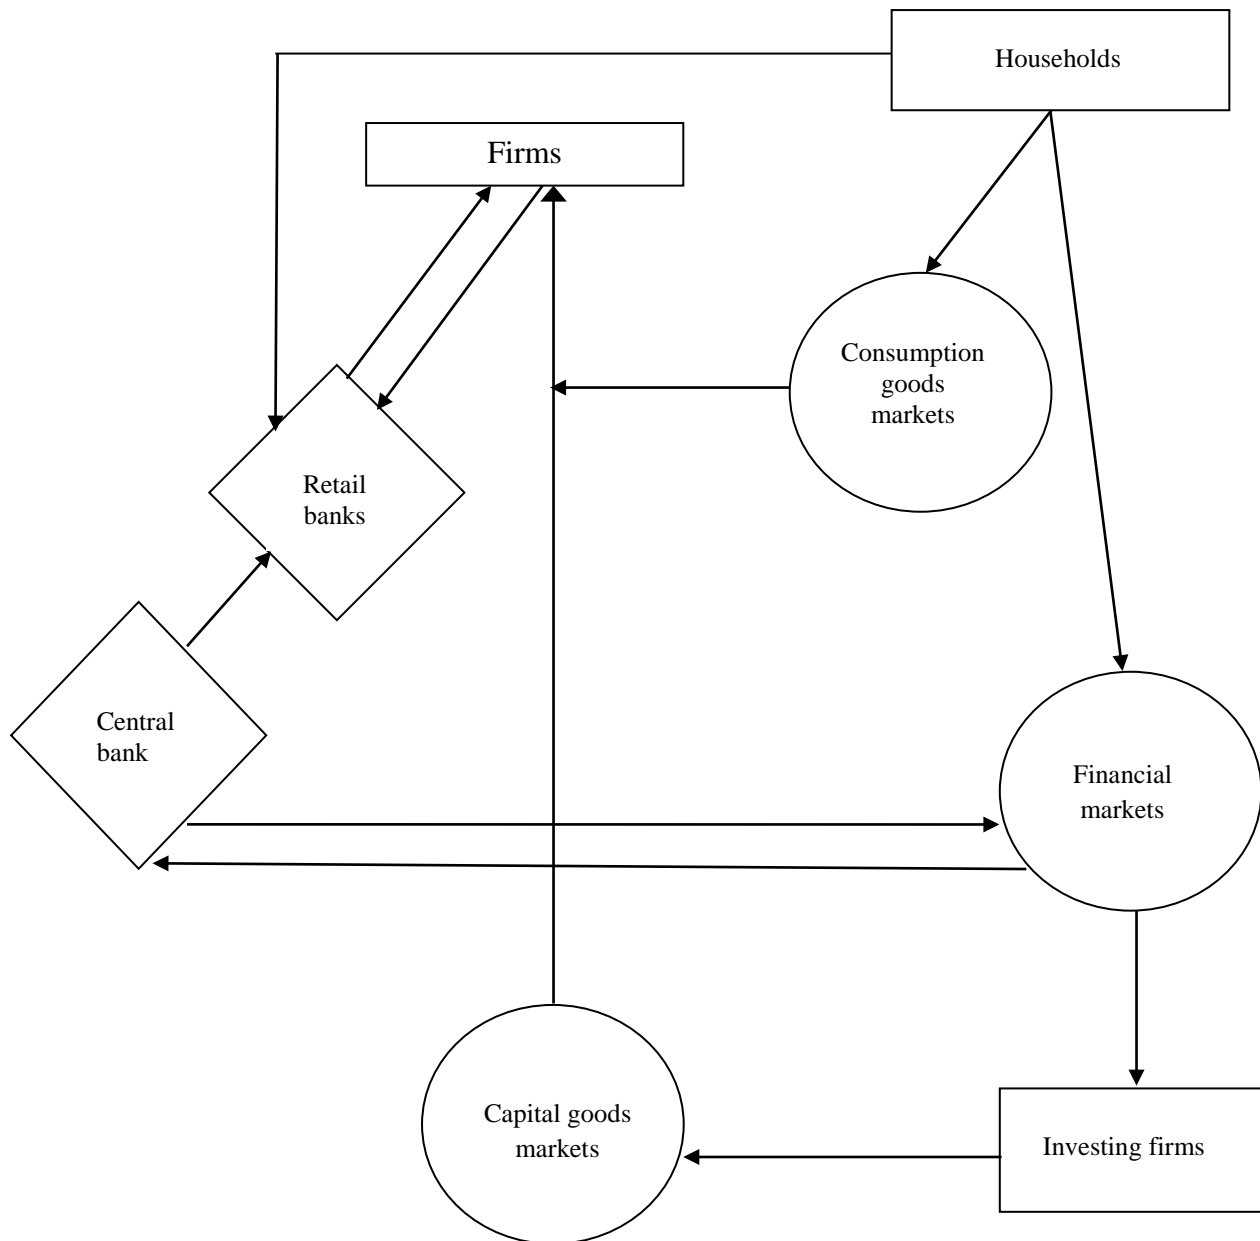 Households
Firms
Consumption
goods
markets
Retail
banks
Central
bank
Financial
markets
Capital goods
markets
Investing firms